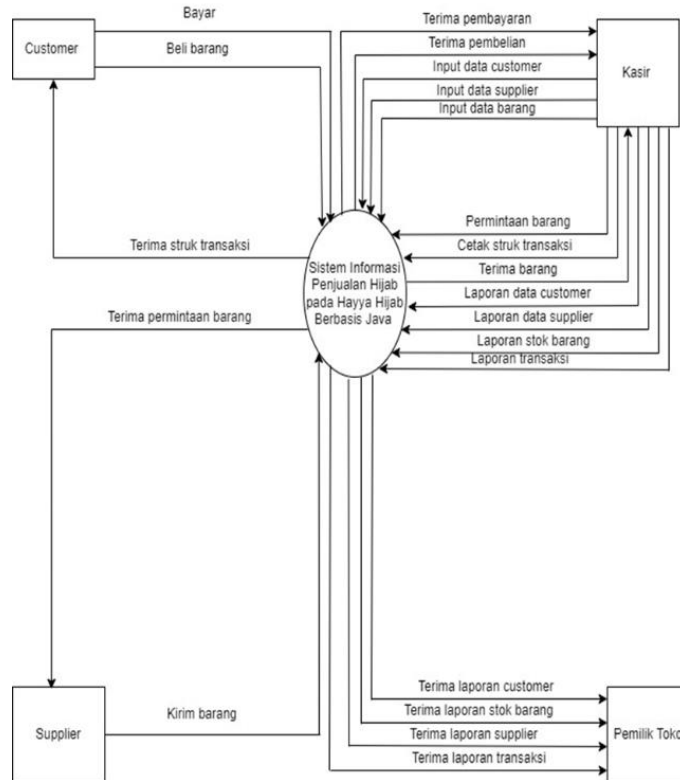 Bayar
Customer
Beli barang
Terima pembayaran
Terima pembelian
Input data customer
Input data supplier
Input data barang
Kasir
Permintaan barang
Cetak struk transaksi
Terima barang
Laporan data customer
Laporan data supplier
Laporan stok barang
Laporan transaksi
Terima struk transaksi
Sistem Informasi
Penjualan Hijab
pada Hayya Hijab
Berbasis Java
Terima permintaan barang
Supplier
Kirim barang
Terima laporan customer
Terima laporan stok barang
Terima laporan supplier
Terima laporan transaksi
Pemilik Toko